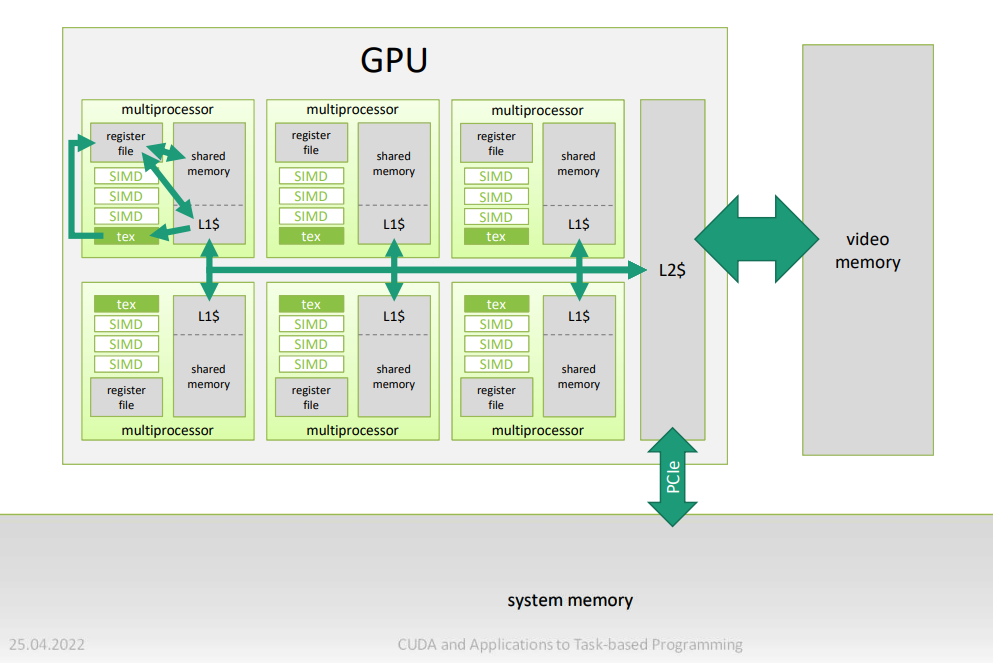 GPU
multiprocessor
register
file
SIMD
SIMD
SIMD
tex
shared
memory
L1$
multiprocessor
register
file
SIMD
SIMD
SIMD
tex
shared
memory
L1$
multiprocessor
register
file
SIMD
SIMD
SIMD
tex
shared
memory
L1$
L2$
video
memory
tex
SIMD
SIMD
SIMD
register
file
L1$
shared
memory
multiprocessor
tex
SIMD
SIMD
SIMD
register
file
L1$
shared
memory
multiprocessor
tex
SIMD
SIMD
SIMD
register
file
L1$
shared
memory
multiprocessor
PCIe
system memory
25.04.2022
CUDA and Applications to Task-based Programming